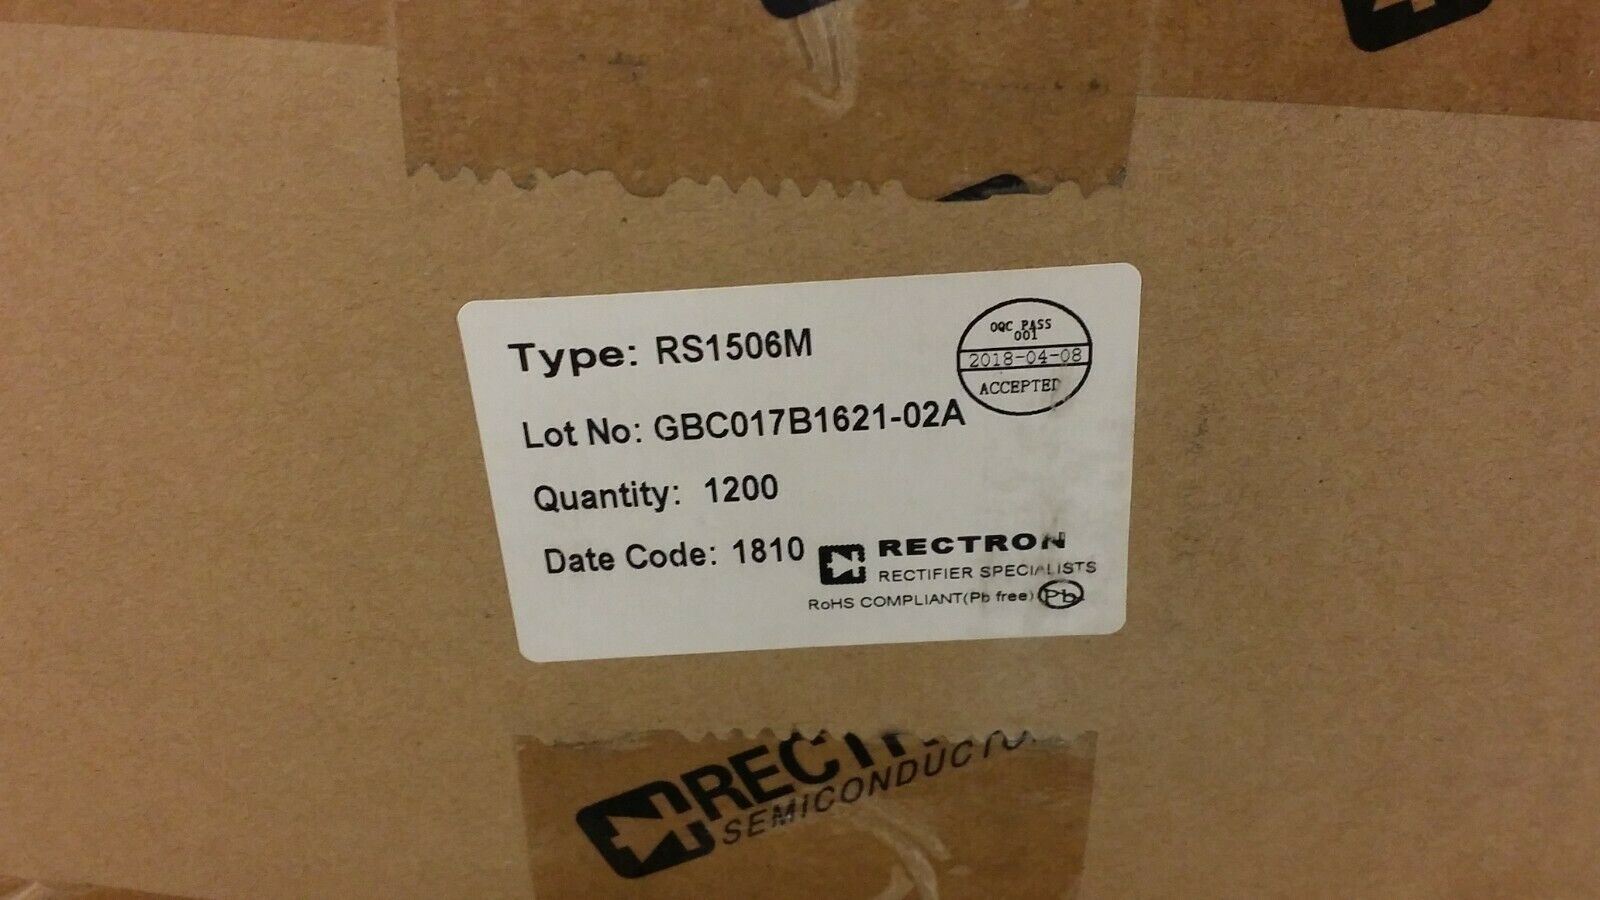 Type: RS1506M
OQC PASS
001
2018-04-08
ACCEPTED
Lot No: GBC017B1621-02A
Quantity: 1200
Date Code: 1810
RECTRON
RECTIFIER SPECIALISTS
RoHS COMPLIANT(Pb free) Pb